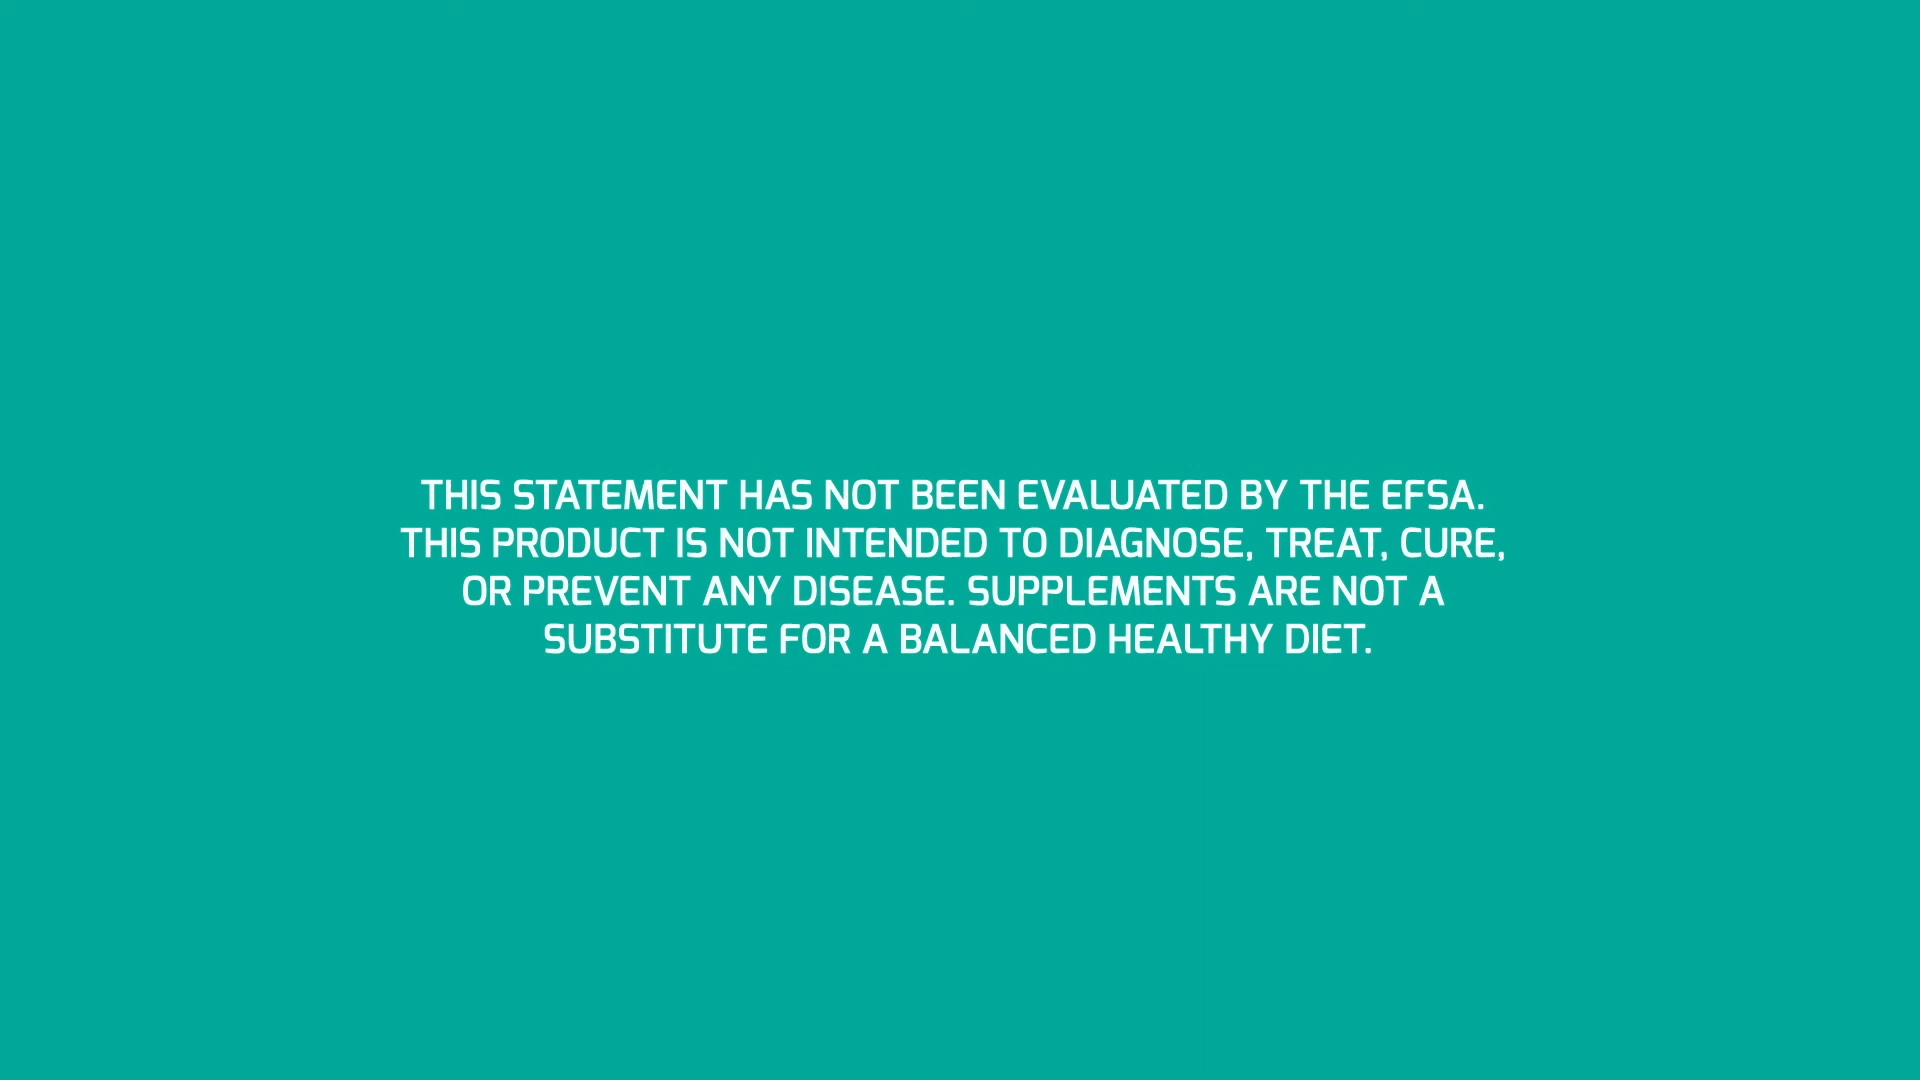 THIS STATEMENT HAS NOT BEEN EVALUATED BY THE EFSA.
THIS PRODUCT IS NOT INTENDED TO DIAGNOSE, TREAT, CURE,
OR PREVENT ANY DISEASE. SUPPLEMENTS ARE NOT A
SUBSTITUTE FOR A BALANCED HEALTHY DIET.